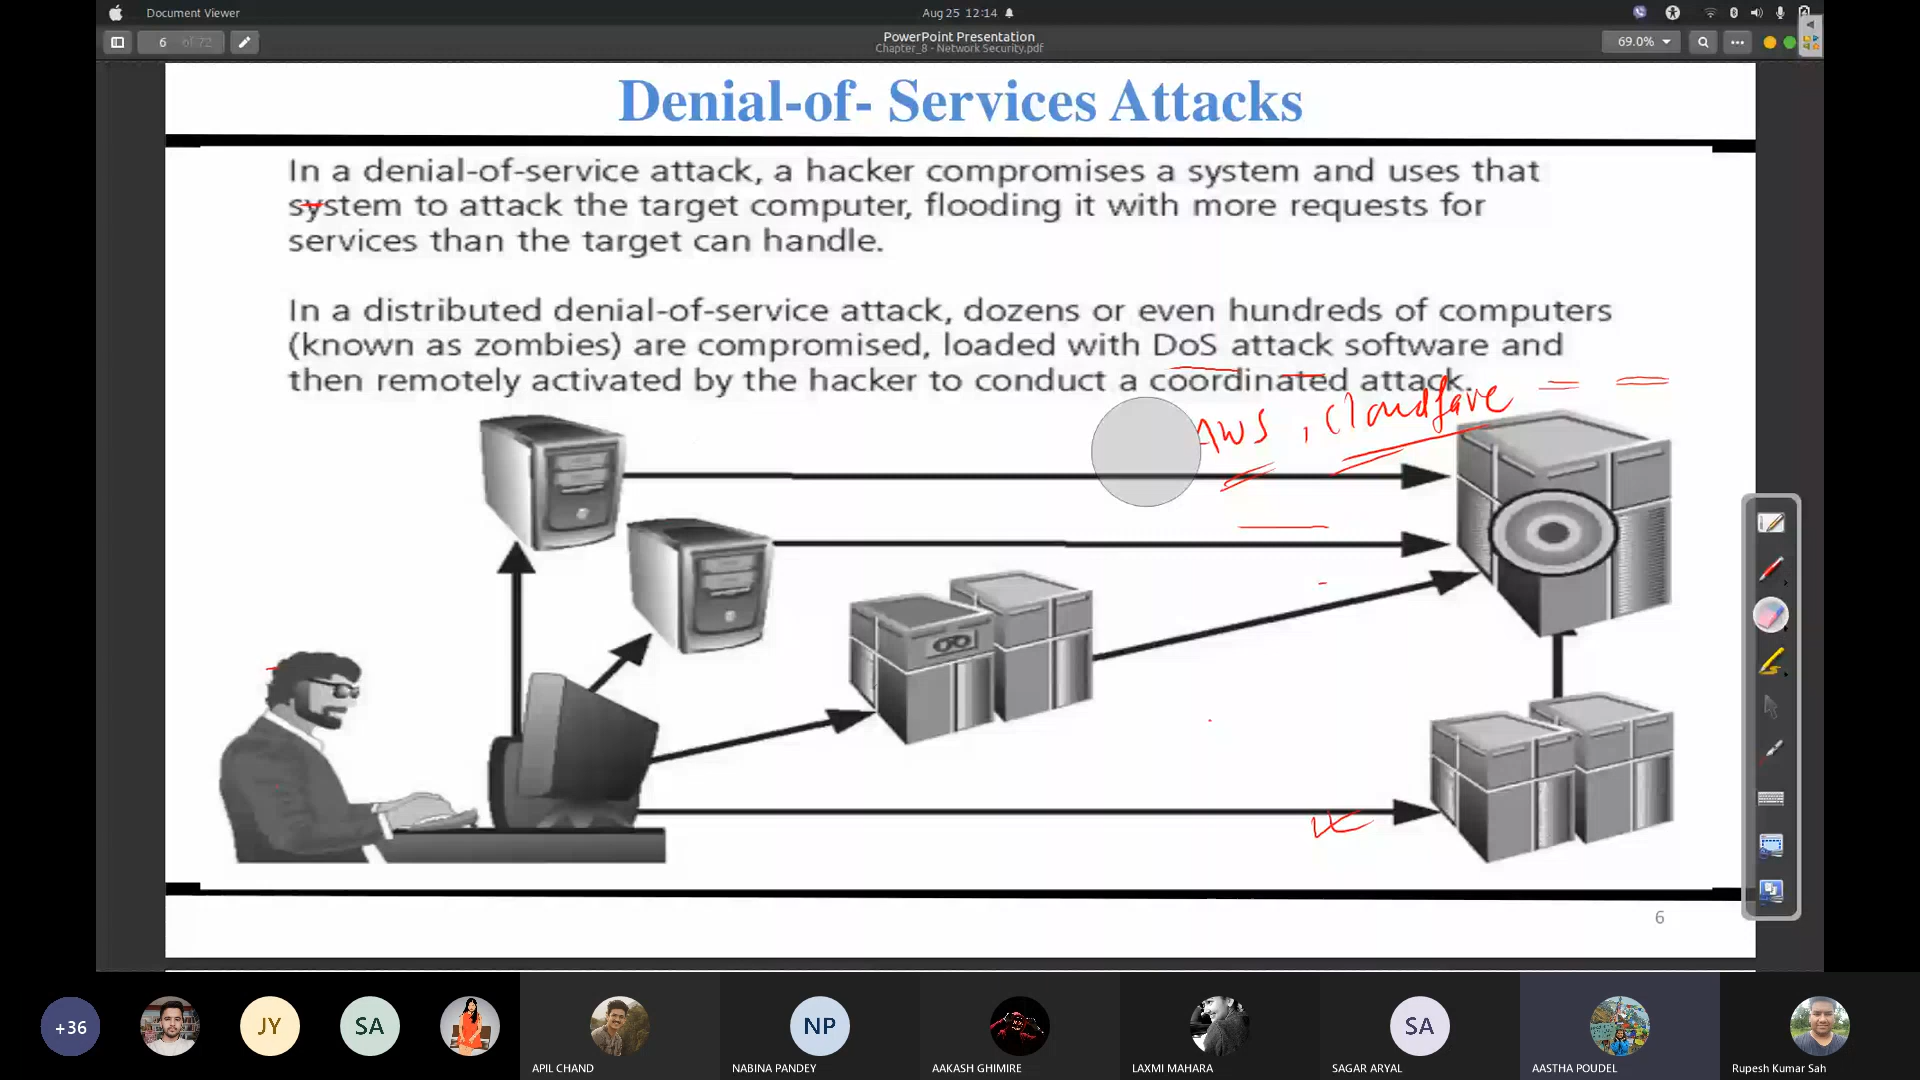 Document Viewer
Aug 25 12:14
6 of 72
PowerPoint Presentation
Chapter_8 - Network Security.pdf
69.0%
Denial-of- Services Attacks
In a denial-of-service attack, a hacker compromises a system and uses that
system to attack the target computer, flooding it with more requests for
services than the target can handle.
In a distributed denial-of-service attack, dozens or even hundreds of computers
(known as zombies) are compromised, loaded with DoS attack software and
then remotely activated by the hacker to conduct a coordinated attack.
AWS, Cloudfare
6
+36
JY
SA
NP
SA
APIL CHAND
NABINA PANDEY
AAKASH GHIMIRE
LAXMI MAHARA
SAGAR ARYAL
AASTHA POUDEL
Rupesh Kumar Sah